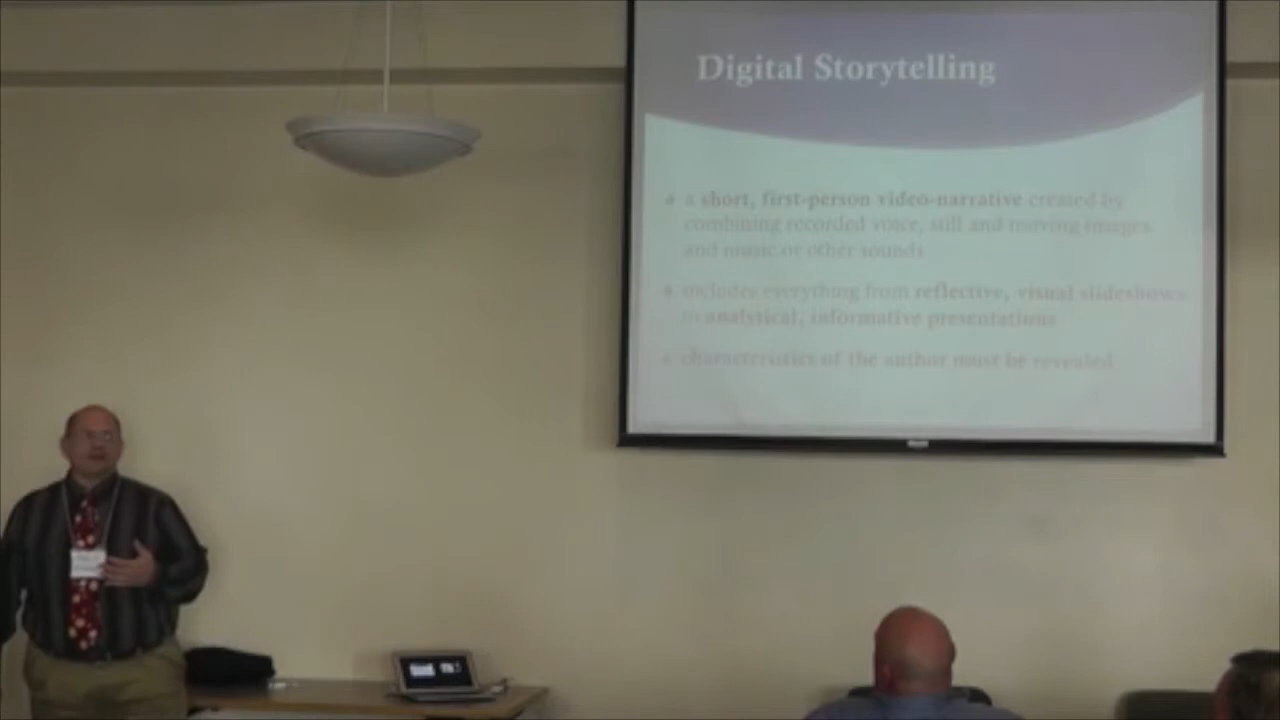 Digital Storytelling
a short, first-person video-narrative created by
combining recorded voice, still and moving images
and music or other sounds
includes everything from reflective, visual slideshows
to analytical, informative presentations
characteristics of the author must be revealed